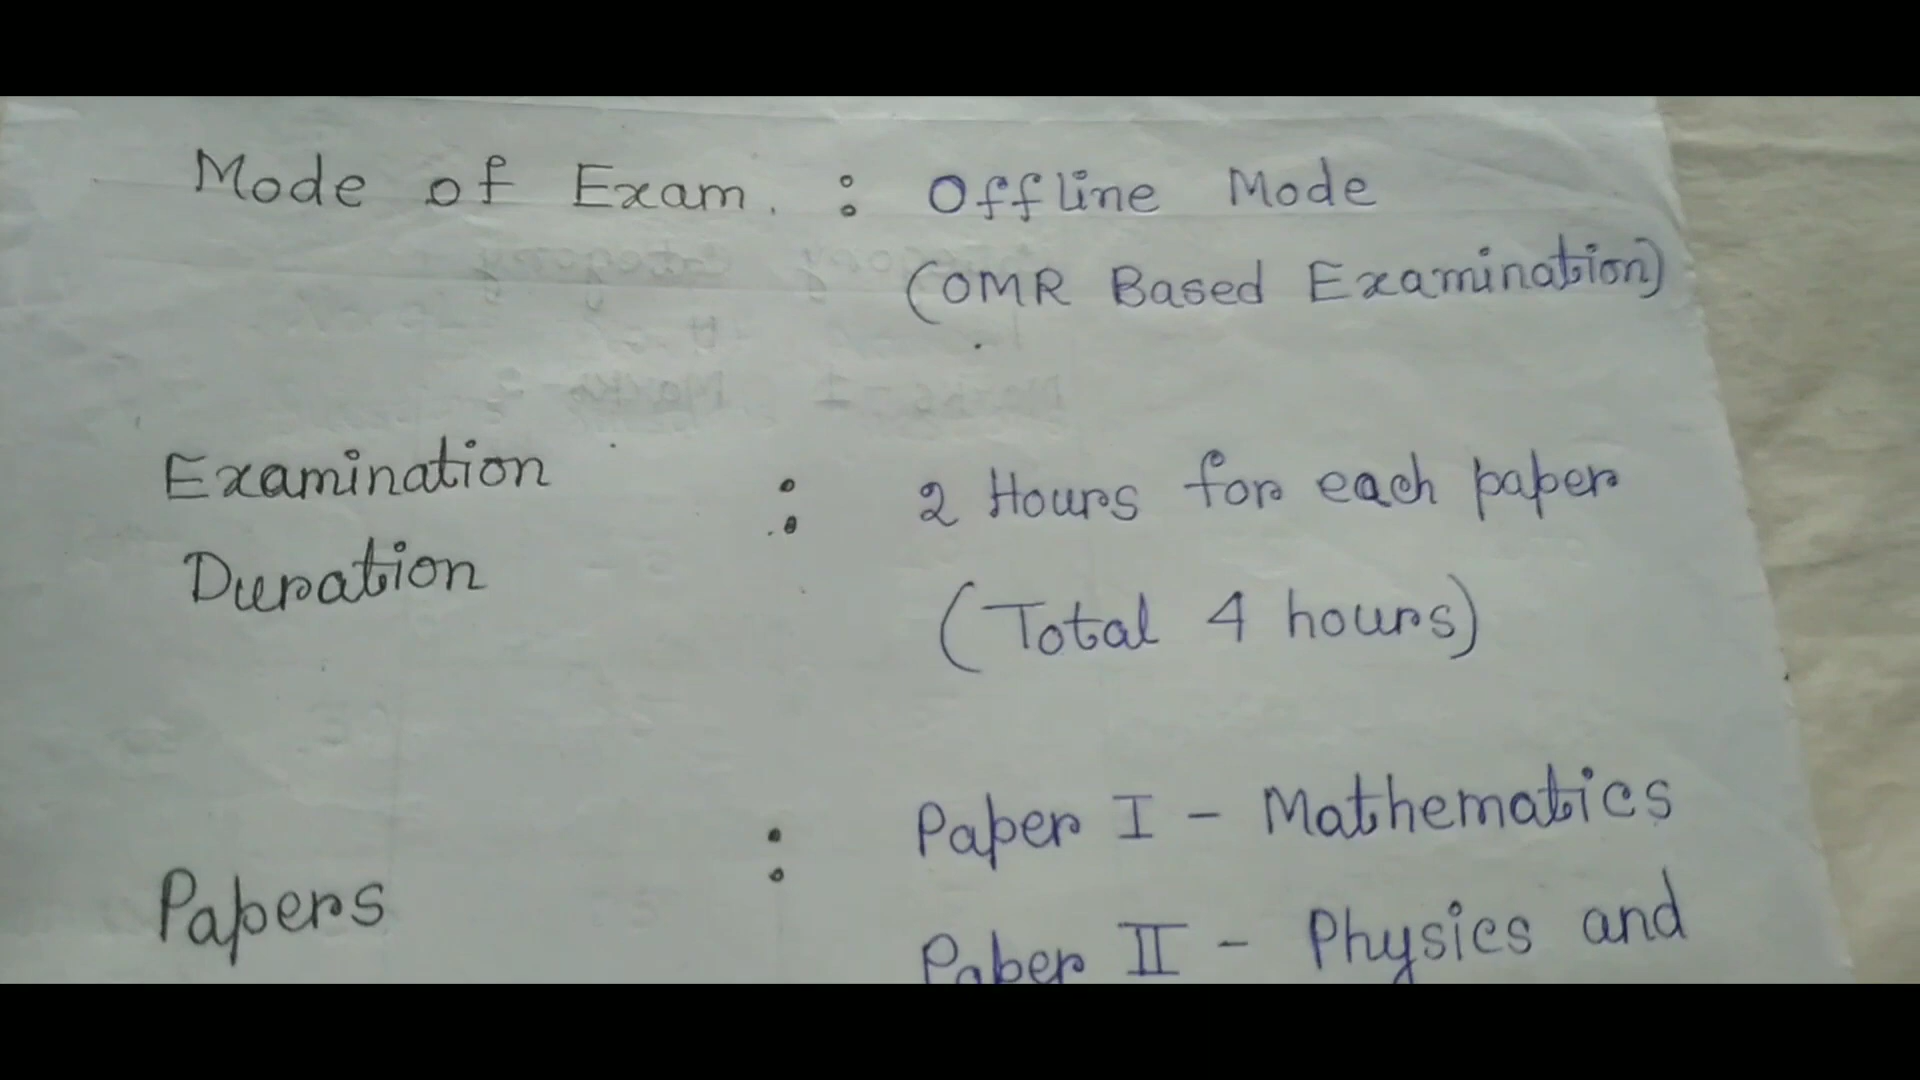 Mode of Exam. : Offline Mode
(OMR Based Examination)
Examination : 2 Hours for each paper
Duration
(Total 4 hours)
Papers : Paper I - Mathematics
Paper II - Physics and